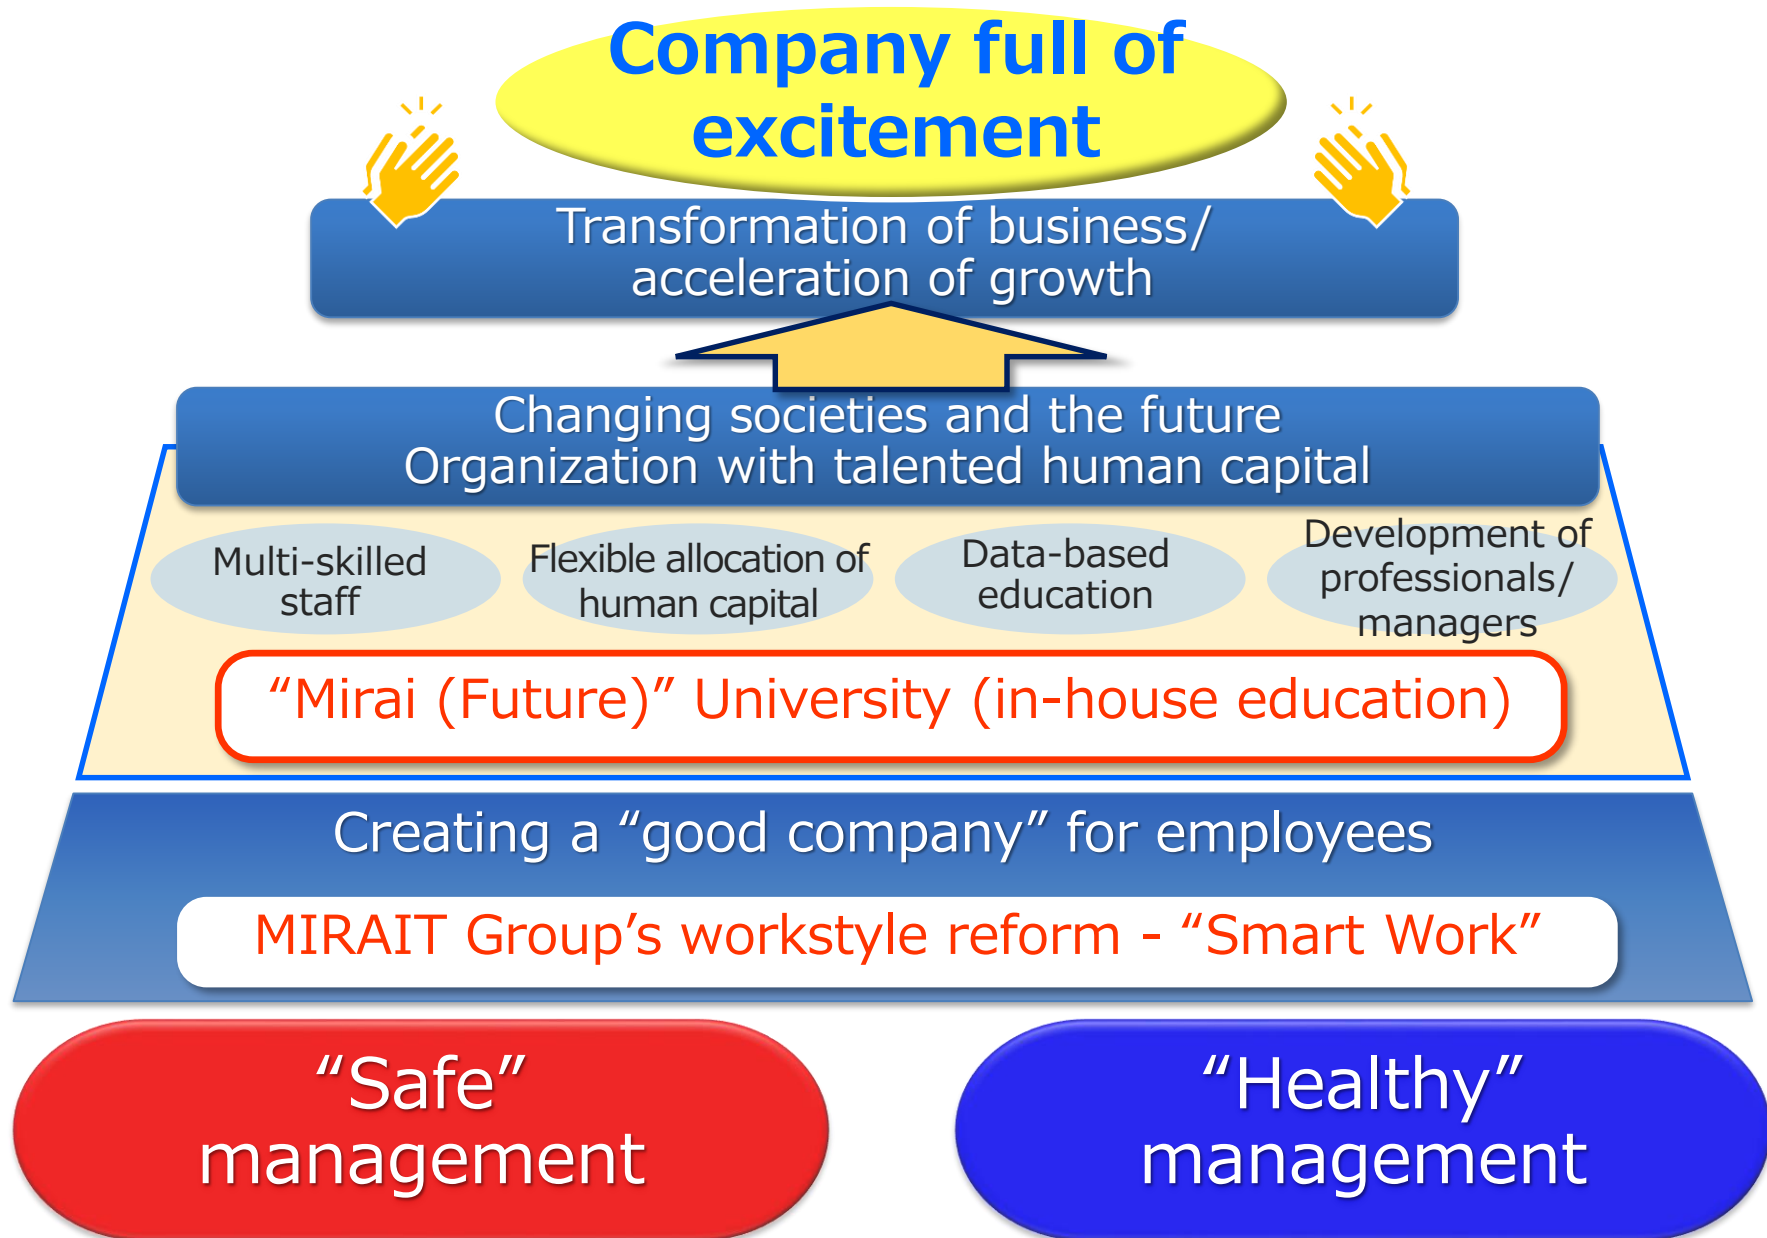 Company full of
excitement
Transformation of business/
acceleration of growth
Changing societies and the future
Organization with talented human capital
Multi-skilled
staff
Flexible allocation of
human capital
Data-based
education
Development of
professionals/
managers
“Mirai (Future)” University (in-house education)
Creating a “good company” for employees
MIRAIT Group’s workstyle reform - “Smart Work”
“Safe”
management
“Healthy”
management